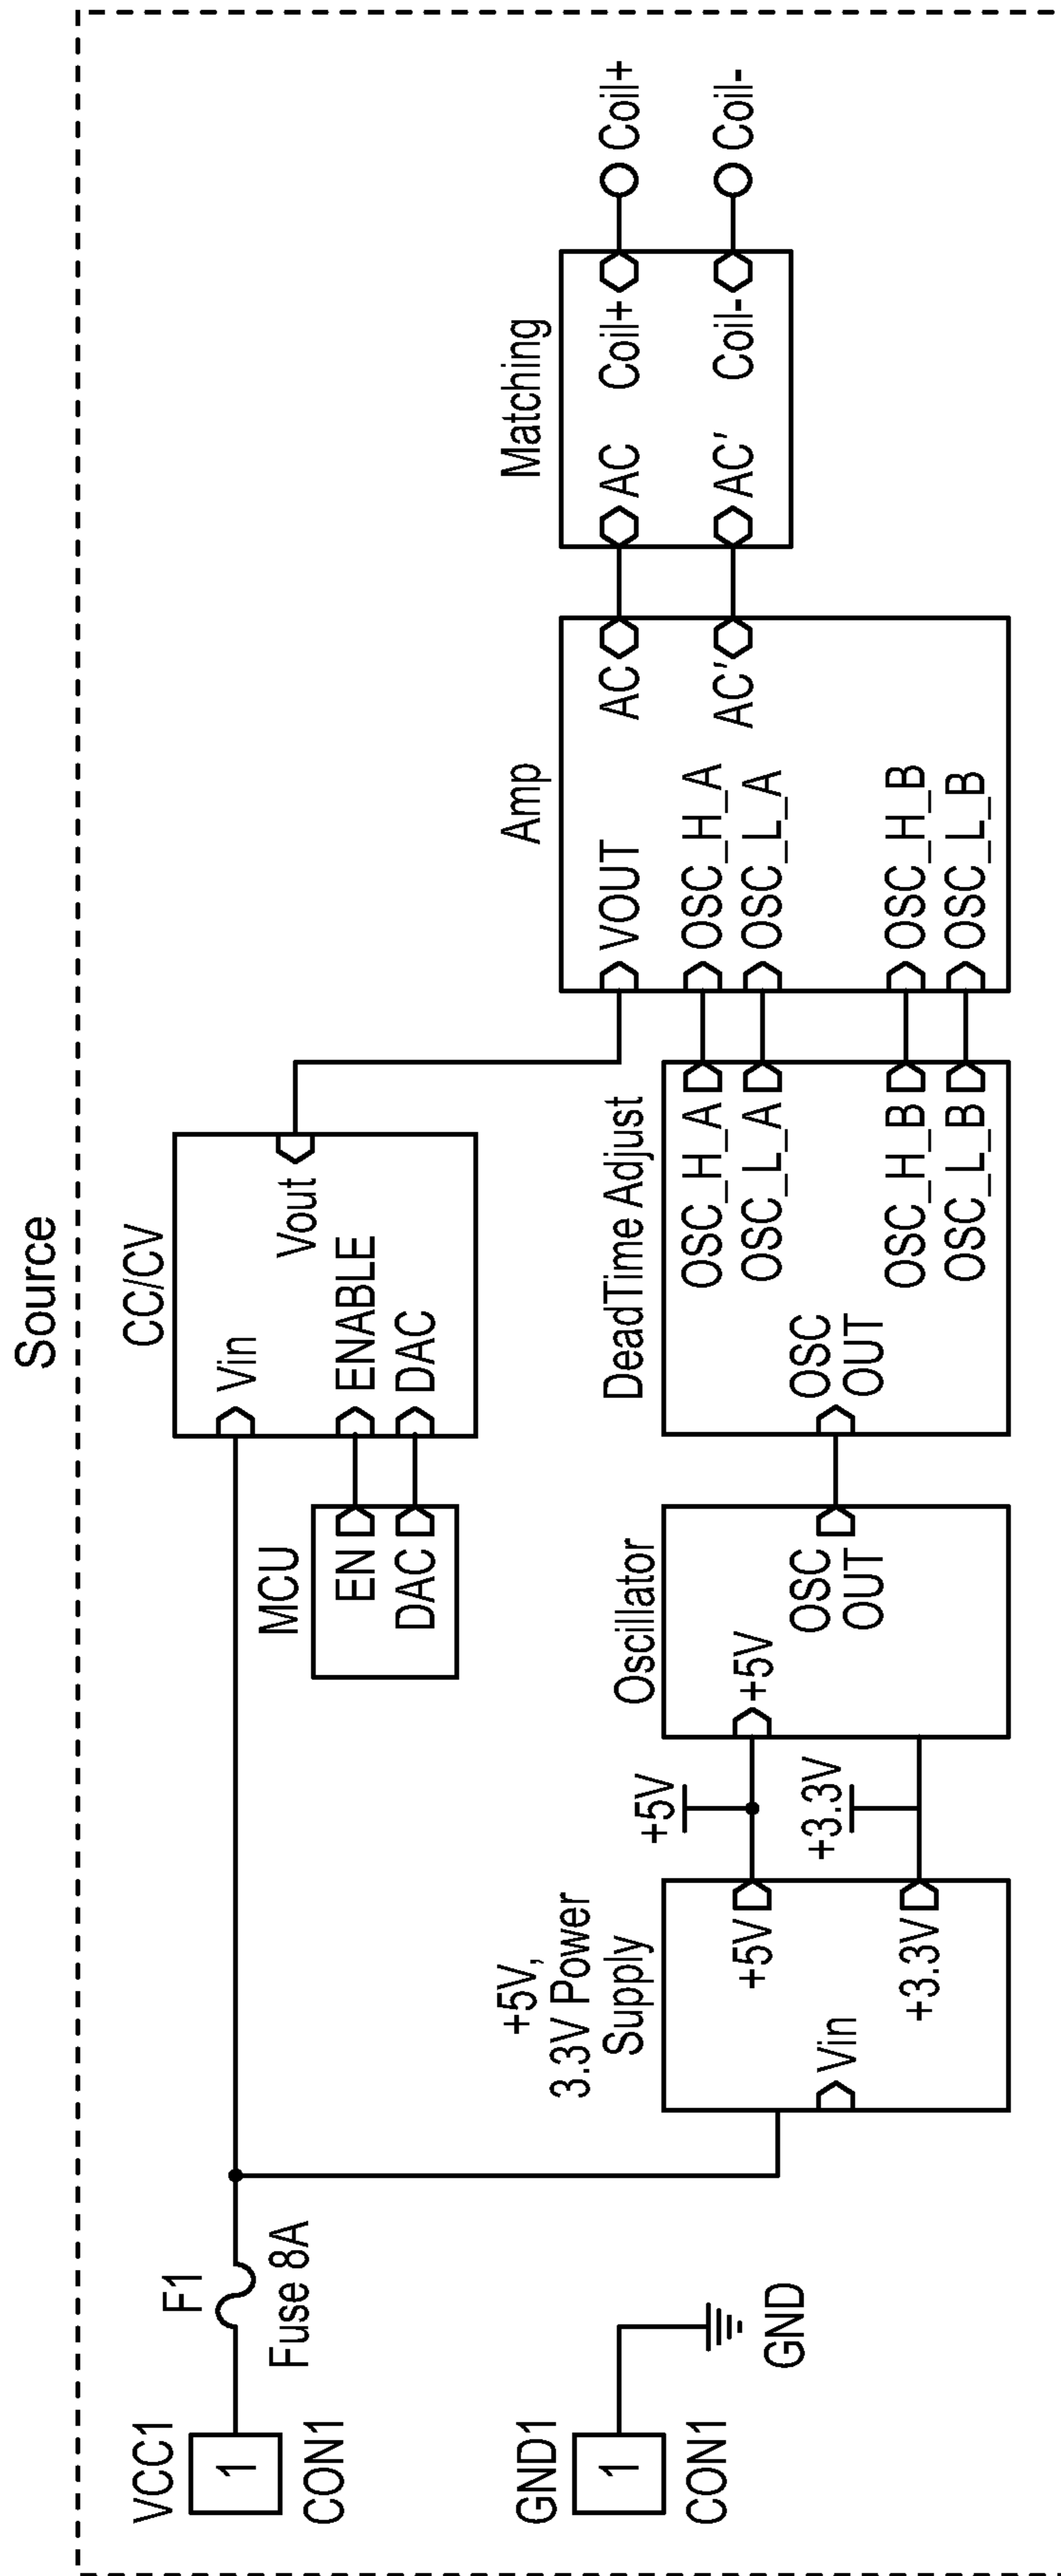 Source
VCC1
1
CON1
F1
Fuse 8A
GND1
1
CON1
GND
CC/CV
Vin
Vout
ENABLE
DAC
MCU
EN
DAC
+5V,
3.3V Power
Supply
Vin
+5V
+3.3V
+5V
+3.3V
Oscillator
+5V
OSC
OUT
DeadTime Adjust
OSC
OUT
OSC_H_A
OSC_L_A
OSC_H_B
OSC_L_B
Amp
VOUT
OSC_H_A
OSC_L_A
OSC_H_B
OSC_L_B
AC
AC'
Matching
AC
Coil+
AC'
Coil-
Coil+
Coil-